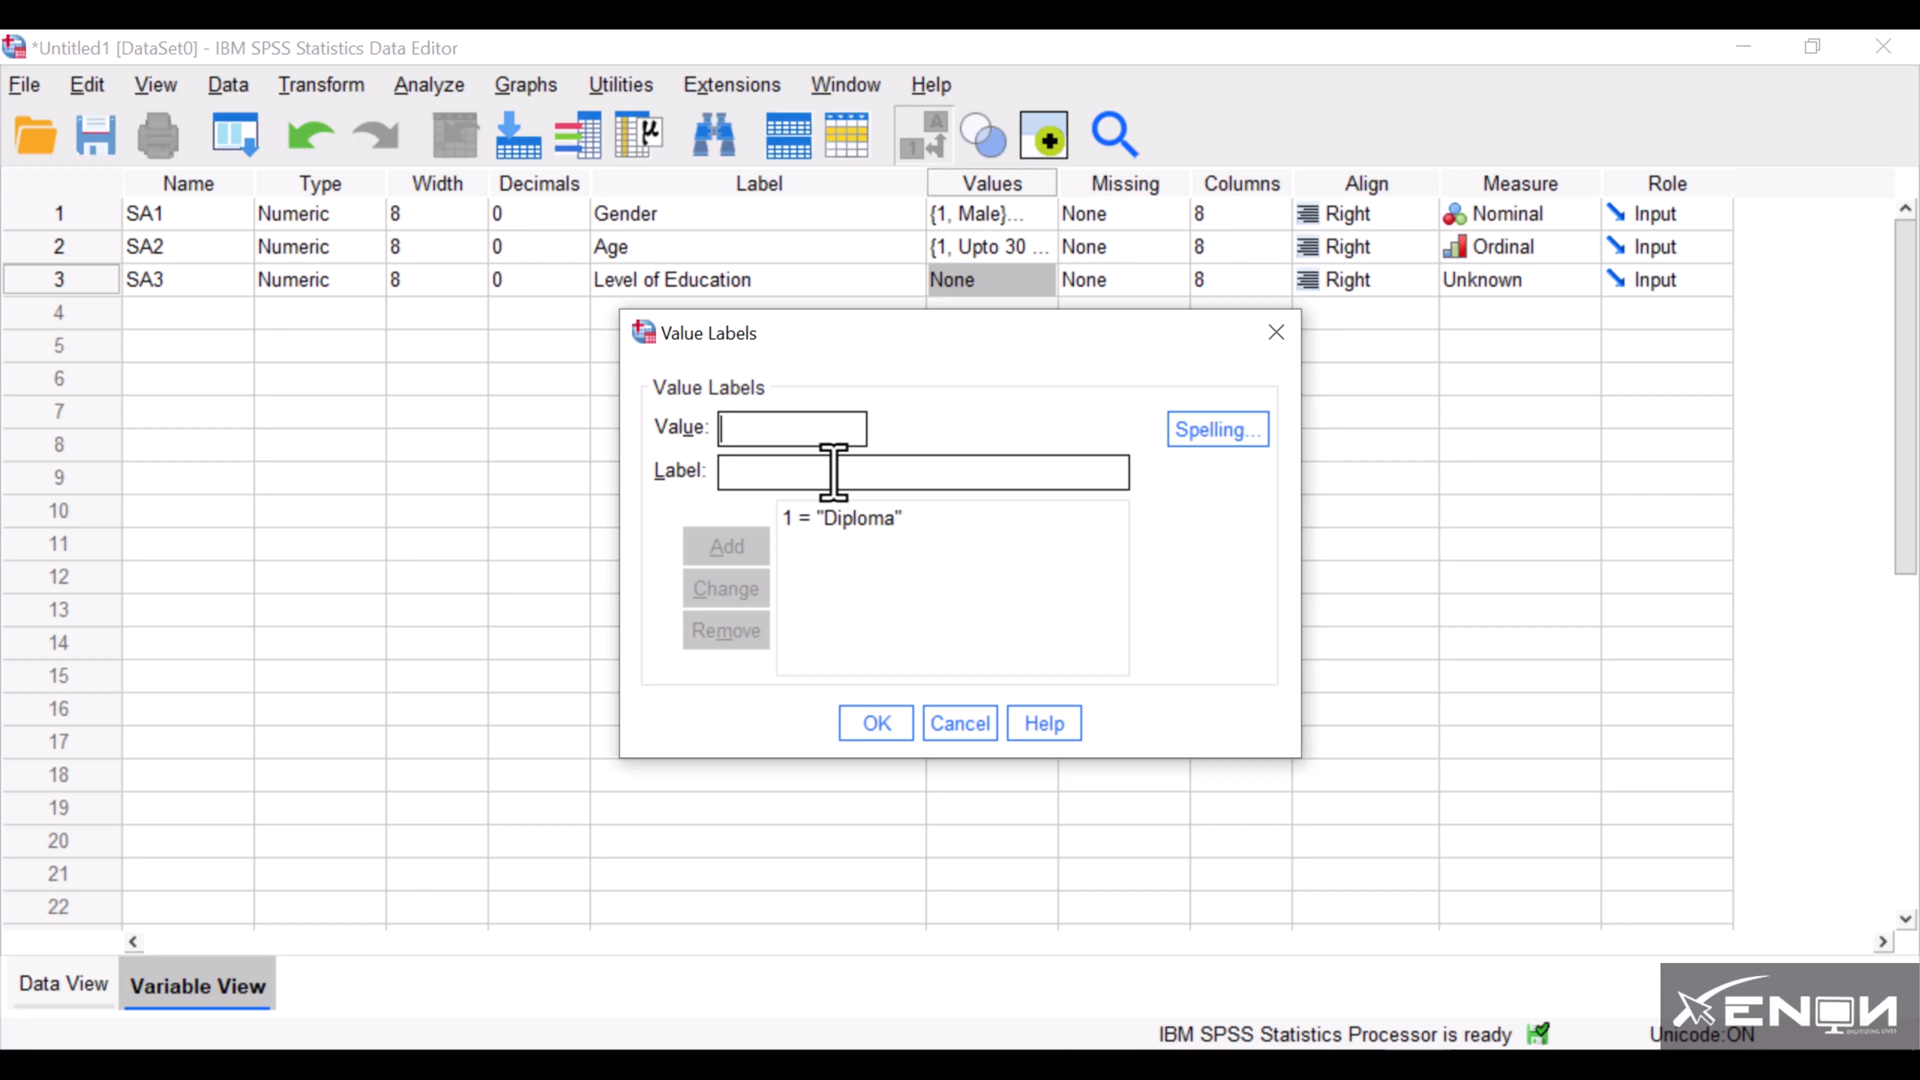 *Untitled1 [DataSet0] - IBM SPSS Statistics Data Editor
File Edit View Data Transform Analyze Graphs Utilities Extensions Window Help
Name Type Width Decimals Label Values Missing Columns Align Measure Role
1 SA1 Numeric 8 0 Gender {1, Male}... None 8 Right Nominal Input
2 SA2 Numeric 8 0 Age {1, Upto 30 ... None 8 Right Ordinal Input
3 SA3 Numeric 8 0 Level of Education None None 8 Right Unknown Input
4
5
6
7
8
9
10
11
12
13
14
15
16
17
18
19
20
21
22
Value Labels
Value Labels
Value:
Spelling...
Label:
1 = "Diploma"
Add
Change
Remove
OK Cancel Help
Data View Variable View
XENON
DIGITIZING LIVES
IBM SPSS Statistics Processor is ready Unicode:ON